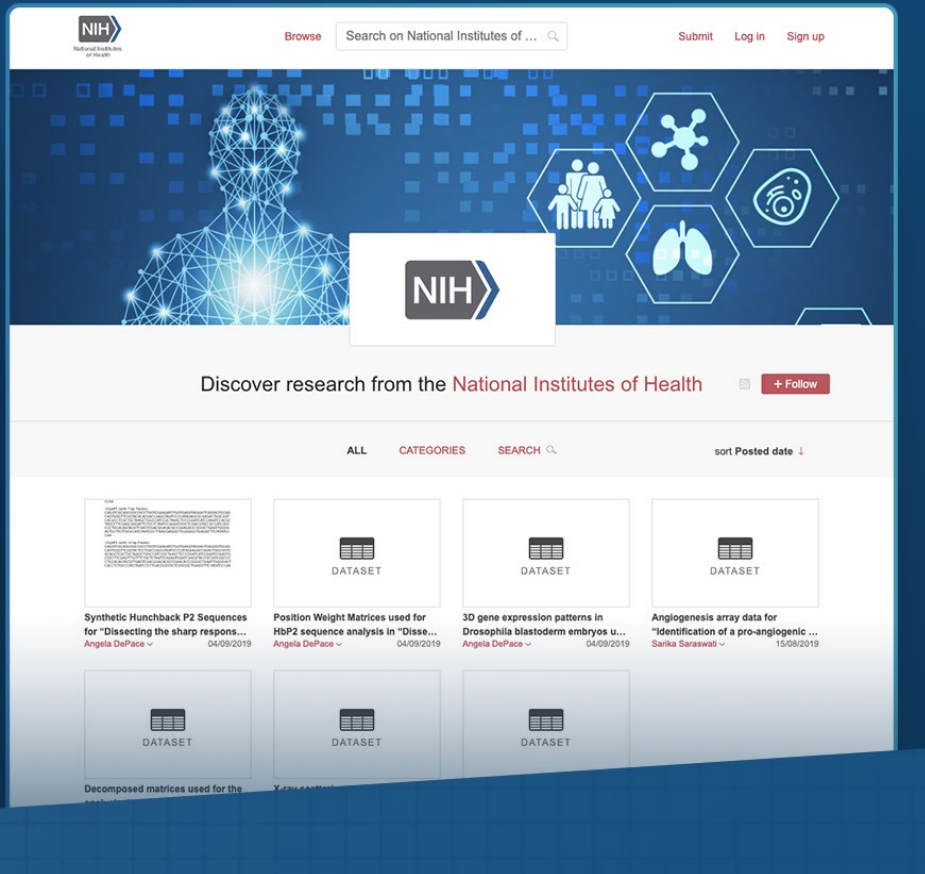 NIH
National Institutes
of Health
Browse
Search on National Institutes of ...
Submit
Log in
Sign up
NIH
Discover research from the National Institutes of Health
+ Follow
ALL
CATEGORIES
SEARCH
sort Posted date ↓
DATASET
DATASET
DATASET
Synthetic Hunchback P2 Sequences
for "Dissecting the sharp respons...
Angela DePace
04/09/2019
Position Weight Matrices used for
HbP2 sequence analysis in "Disse...
Angela DePace
04/09/2019
3D gene expression patterns in
Drosophila blastoderm embryos u...
Angela DePace
04/09/2019
Angiogenesis array data for
"Identification of a pro-angiogenic ...
Sarika Saraswati
15/08/2019
DATASET
DATASET
DATASET
Decomposed matrices used for the